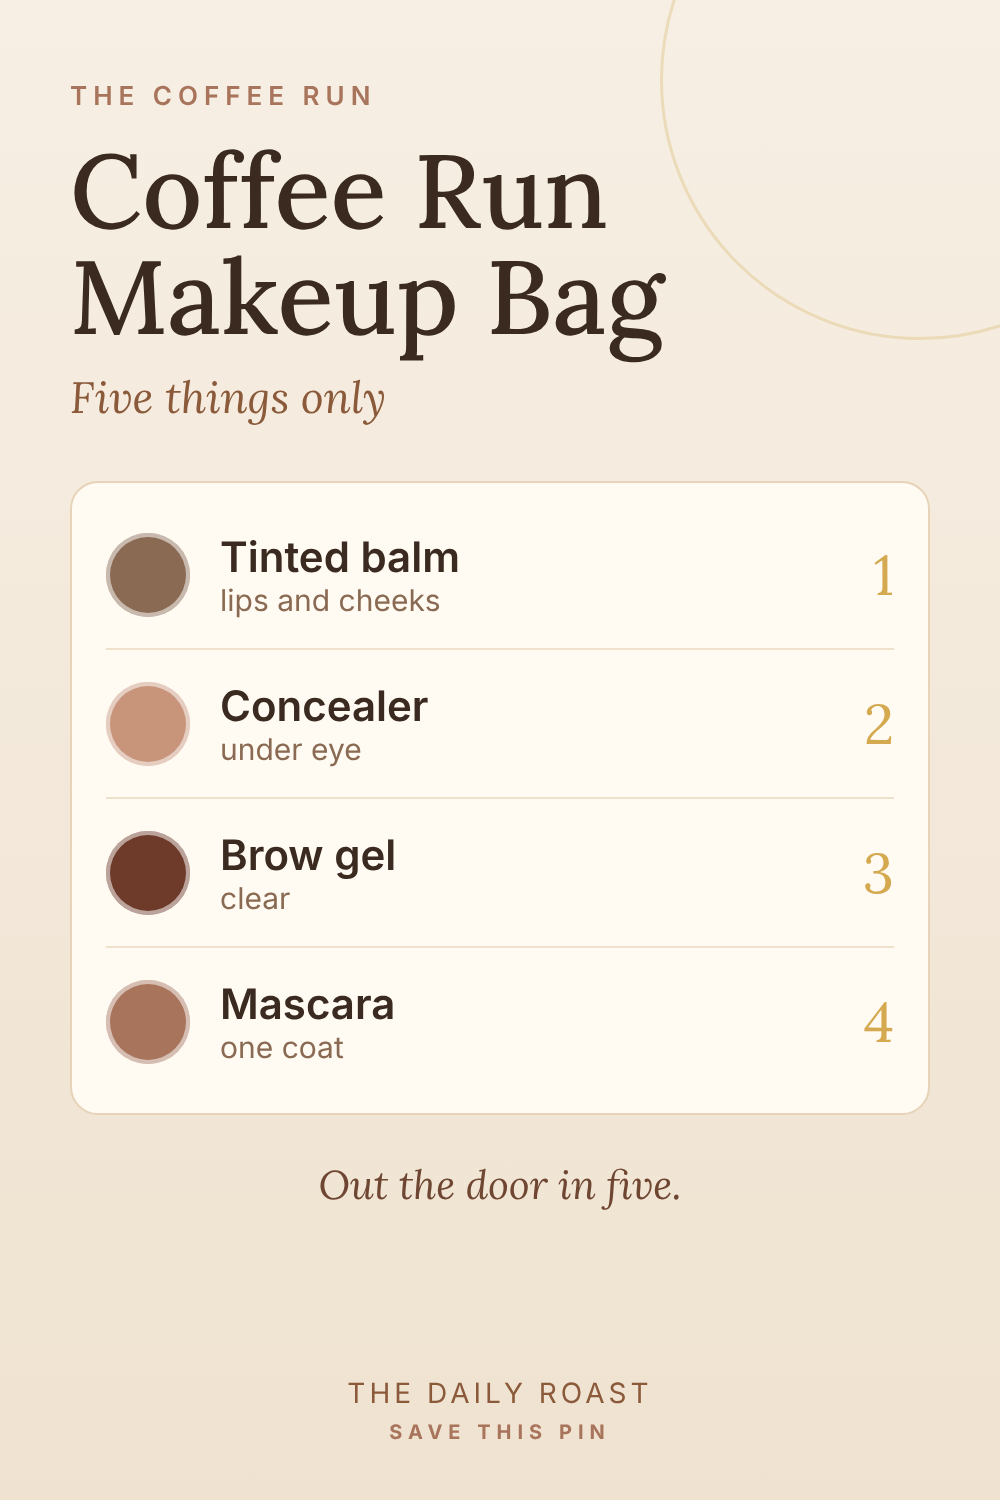 THE COFFEE RUN
Coffee Run
Makeup Bag
Five things only
Tinted balm
lips and cheeks
1
Concealer
under eye
2
Brow gel
clear
3
Mascara
one coat
4
Out the door in five.
THE DAILY ROAST
SAVE THIS PIN